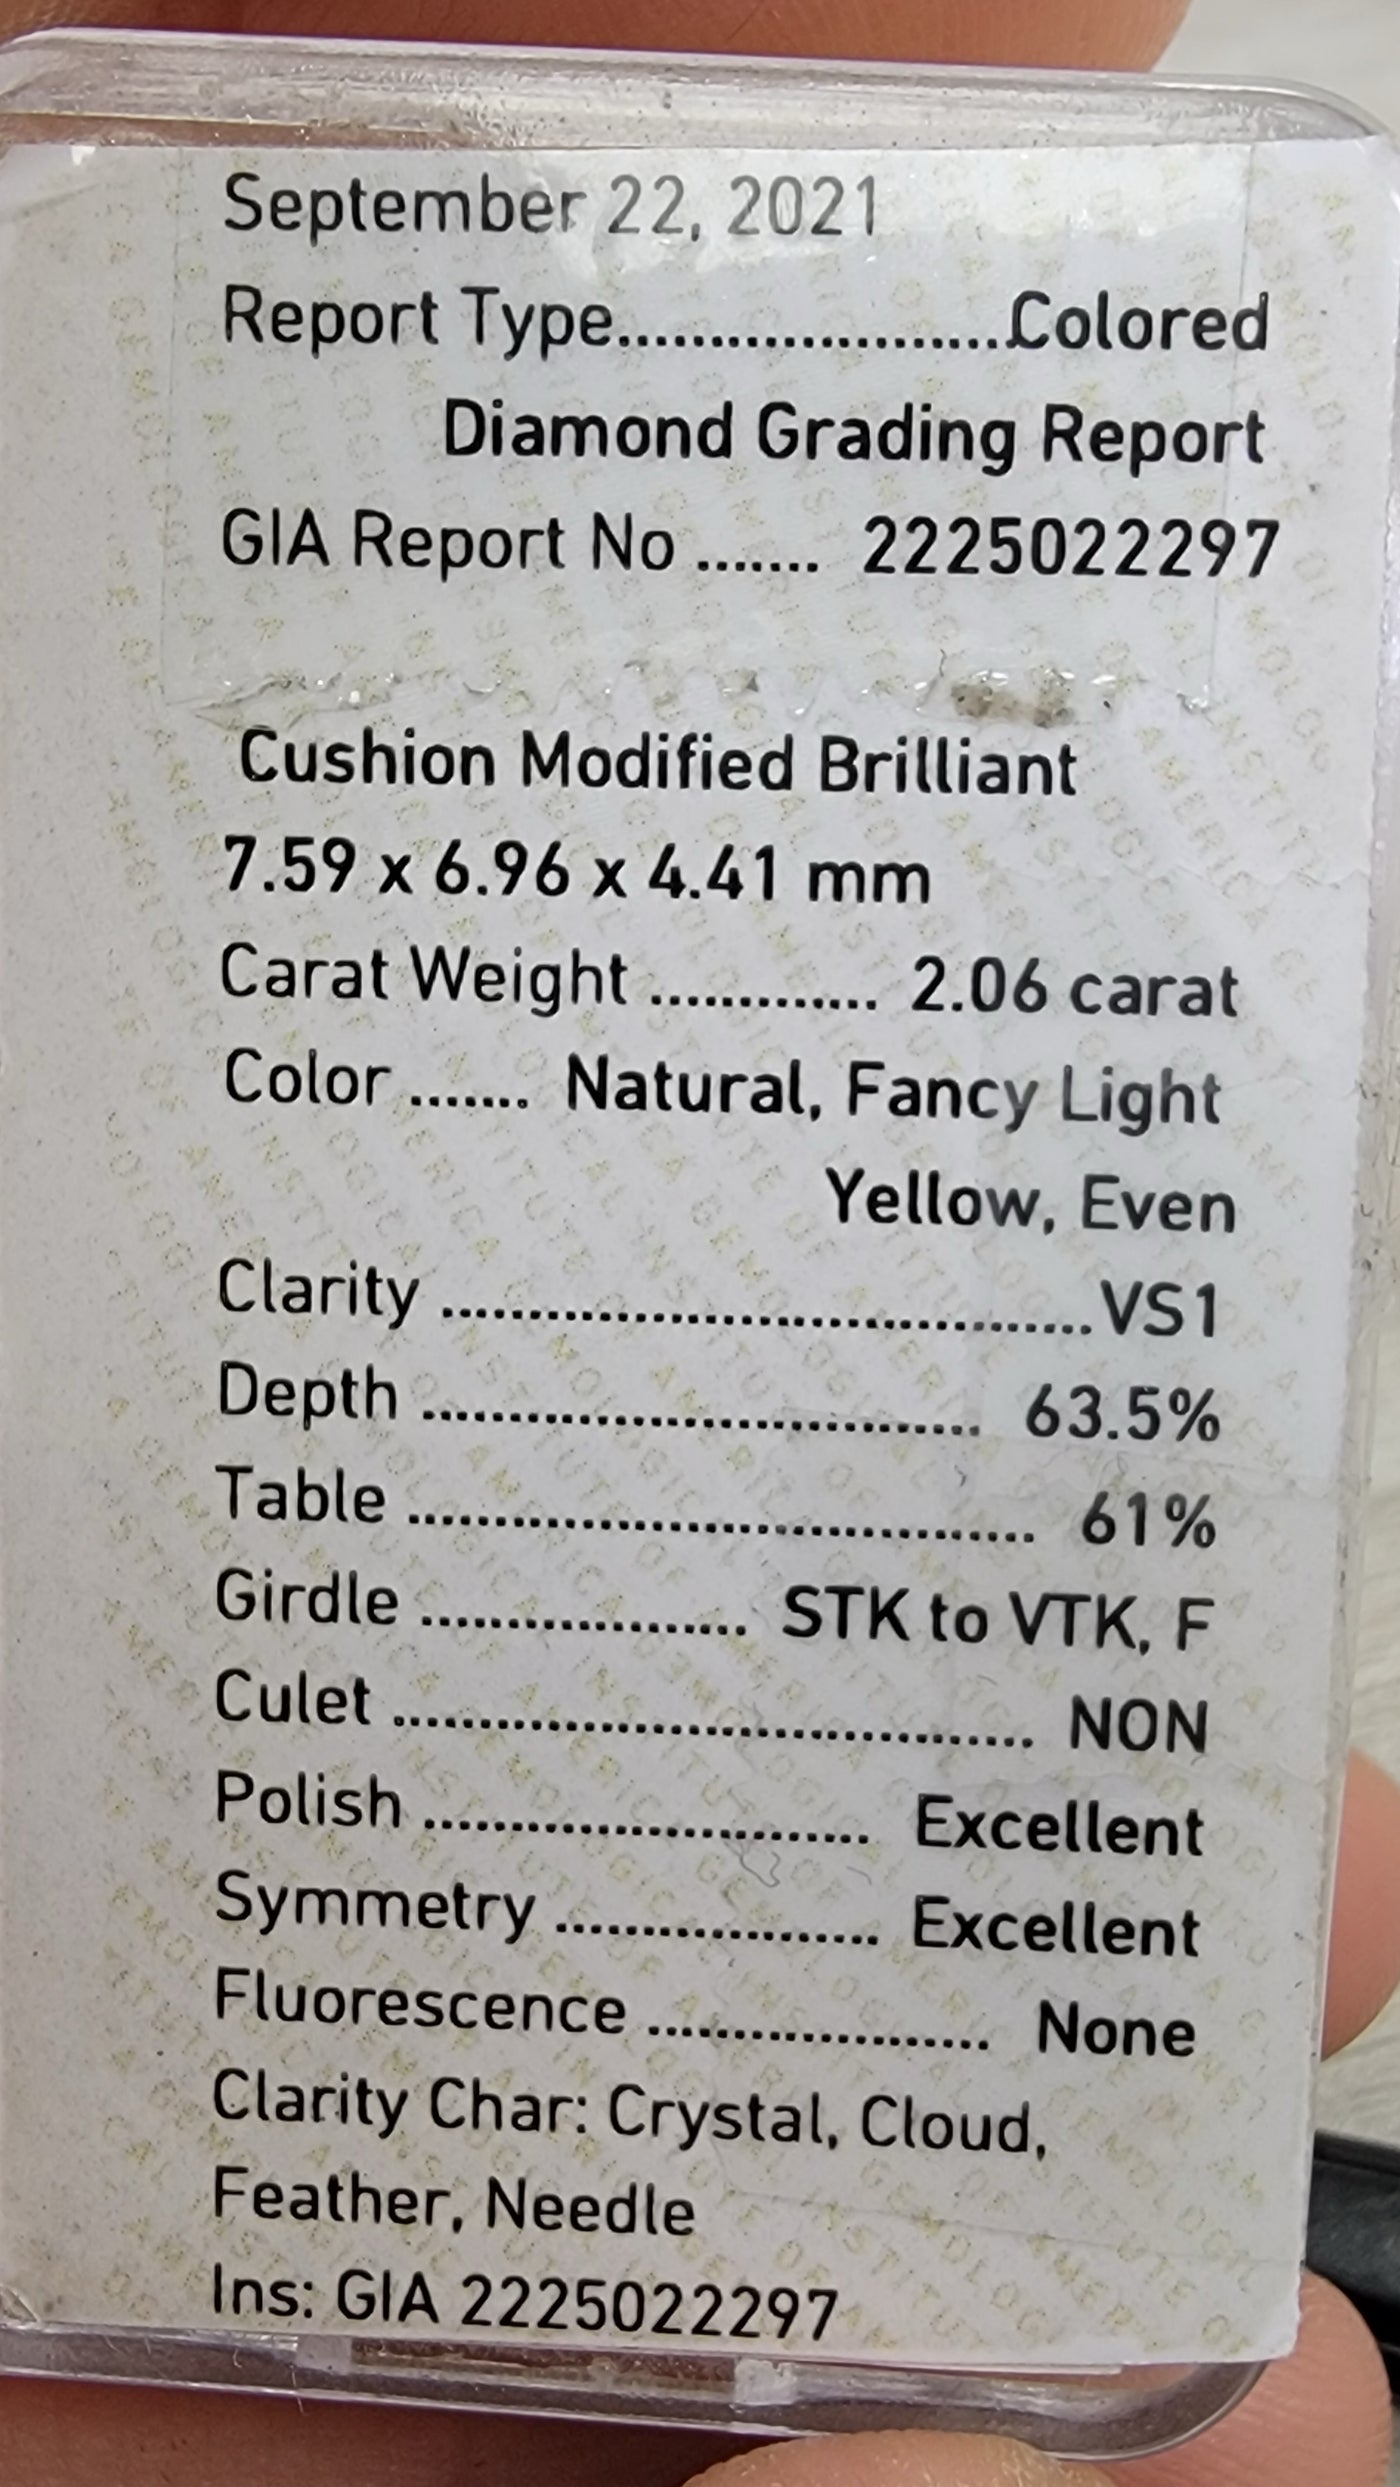 September 22, 2021
Report Type......................Colored
Diamond Grading Report
GIA Report No ....... 2225022297
Cushion Modified Brilliant
7.59 x 6.96 x 4.41 mm
Carat Weight ............. 2.06 carat
Color ....... Natural, Fancy Light
Yellow, Even
Clarity ......................................VS1
Depth ................................. 63.5%
Table ..................................... 61%
Girdle ................... STK to VTK, F
Culet ...................................... NON
Polish .......................... Excellent
Symmetry ................... Excellent
Fluorescence .................... None
Clarity Char: Crystal, Cloud,
Feather, Needle
Ins: GIA 2225022297